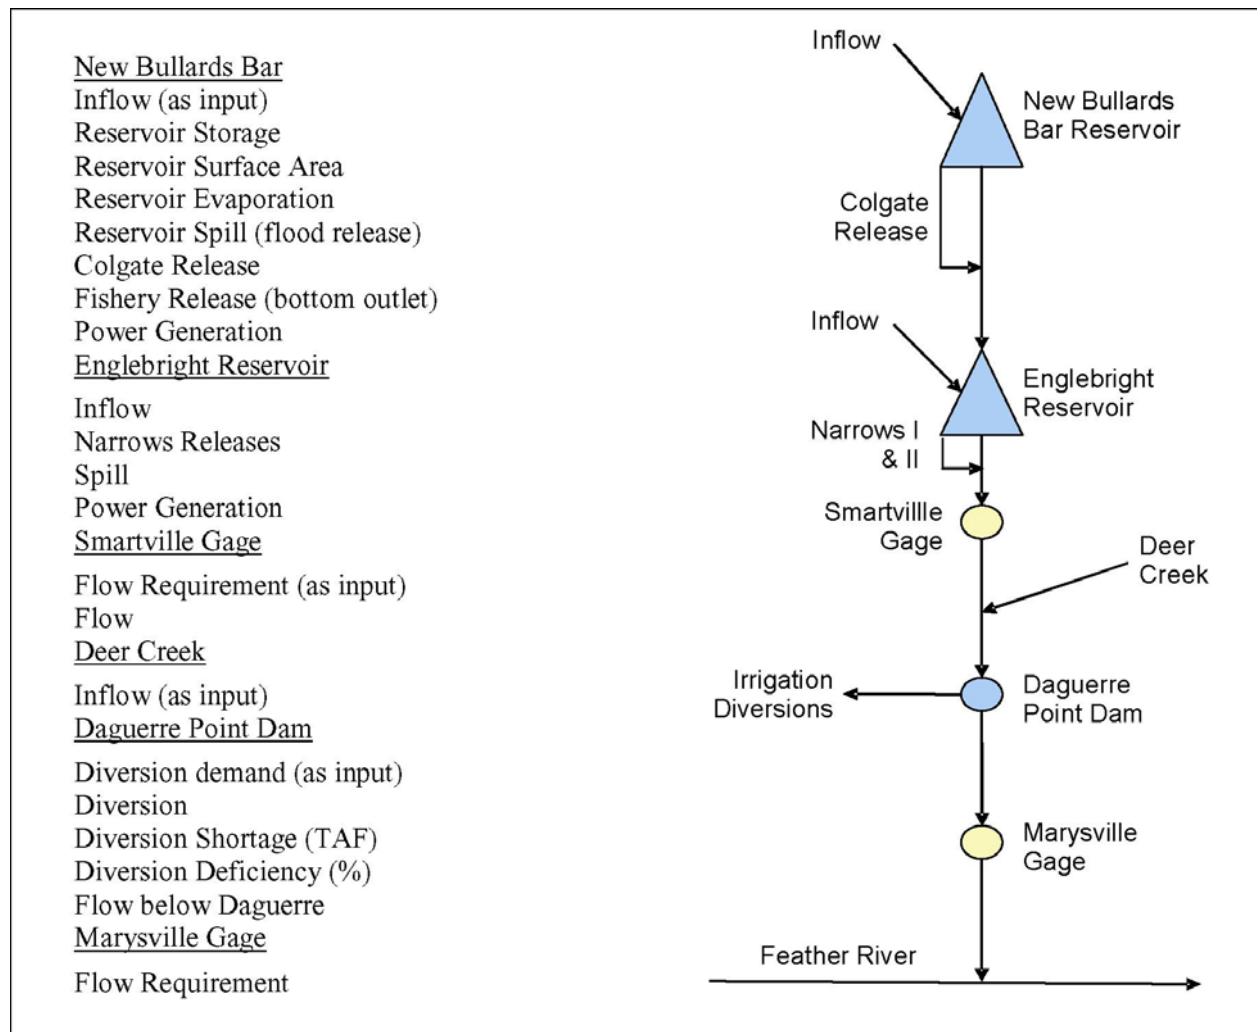 New Bullards Bar
Inflow (as input)
Reservoir Storage
Reservoir Surface Area
Reservoir Evaporation
Reservoir Spill (flood release)
Colgate Release
Fishery Release (bottom outlet)
Power Generation
Englebright Reservoir
Inflow
Narrows Releases
Spill
Power Generation
Smartville Gage
Flow Requirement (as input)
Flow
Deer Creek
Inflow (as input)
Daguerre Point Dam
Diversion demand (as input)
Diversion
Diversion Shortage (TAF)
Diversion Deficiency (%)
Flow below Daguerre
Marysville Gage
Flow Requirement
Inflow
New Bullards
Bar Reservoir
Colgate
Release
Inflow
Englebright
Reservoir
Narrows I
& II
Smartvillle
Gage
Deer
Creek
Irrigation
Diversions
Daguerre
Point Dam
Marysville
Gage
Feather River